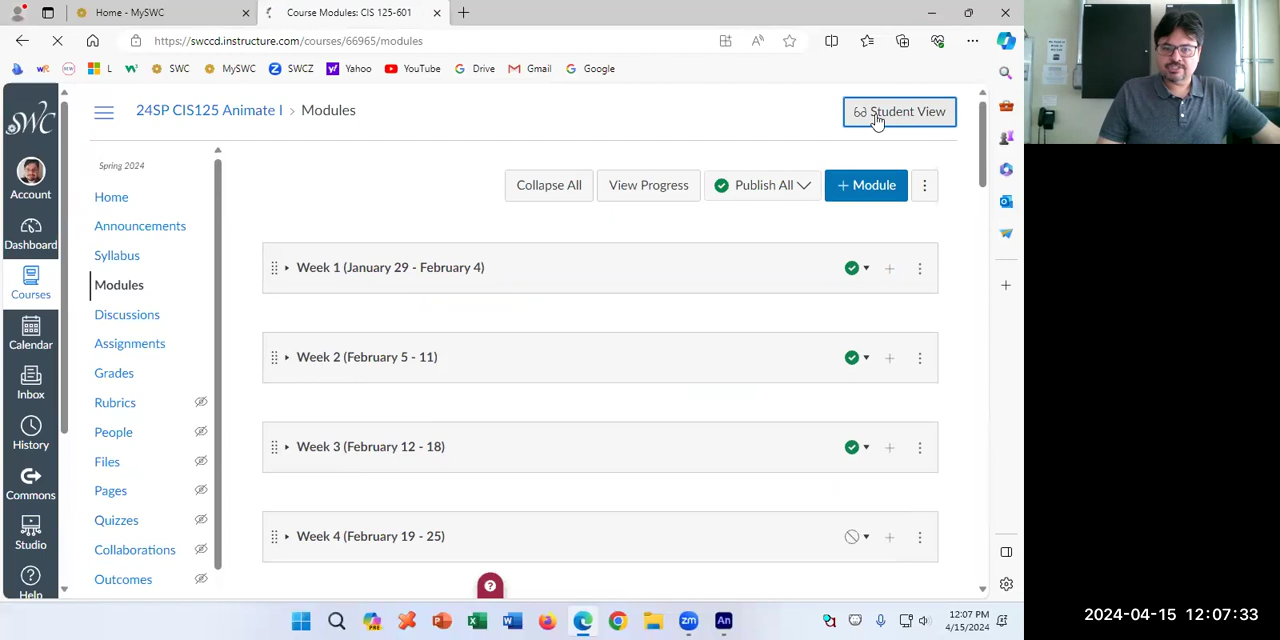 Home - MySWC
Course Modules: CIS 125-601
https://swccd.instructure.com/courses/66965/modules
L
SWC
MySWC
SWCZ
Yahoo
YouTube
Drive
Gmail
Google
SWC
24SP CIS125 Animate I > Modules
Student View
Account
Dashboard
Courses
Calendar
Inbox
History
Commons
Studio
Help
Spring 2024
Home
Announcements
Syllabus
Modules
Discussions
Assignments
Grades
Rubrics
People
Files
Pages
Quizzes
Collaborations
Outcomes
Collapse All
View Progress
Publish All
+ Module
Week 1 (January 29 - February 4)
Week 2 (February 5 - 11)
Week 3 (February 12 - 18)
Week 4 (February 19 - 25)
12:07 PM
4/15/2024
2024-04-15 12:07:33